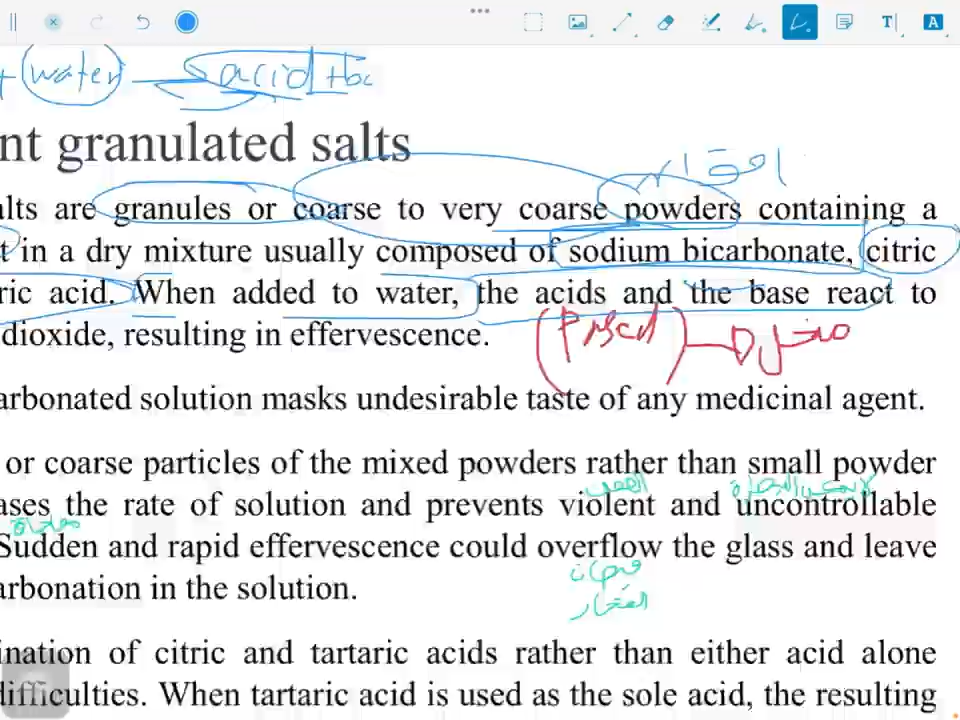 + water → acid + ba
nt granulated salts
alts are granules or coarse to very coarse powders containing a
t in a dry mixture usually composed of sodium bicarbonate, citric
ric acid. When added to water, the acids and the base react to
dioxide, resulting in effervescence.
arbonated solution masks undesirable taste of any medicinal agent.
or coarse particles of the mixed powders rather than small powder
ases the rate of solution and prevents violent and uncontrollable
Sudden and rapid effervescence could overflow the glass and leave
arbonation in the solution.
ination of citric and tartaric acids rather than either acid alone
difficulties. When tartaric acid is used as the sole acid, the resulting